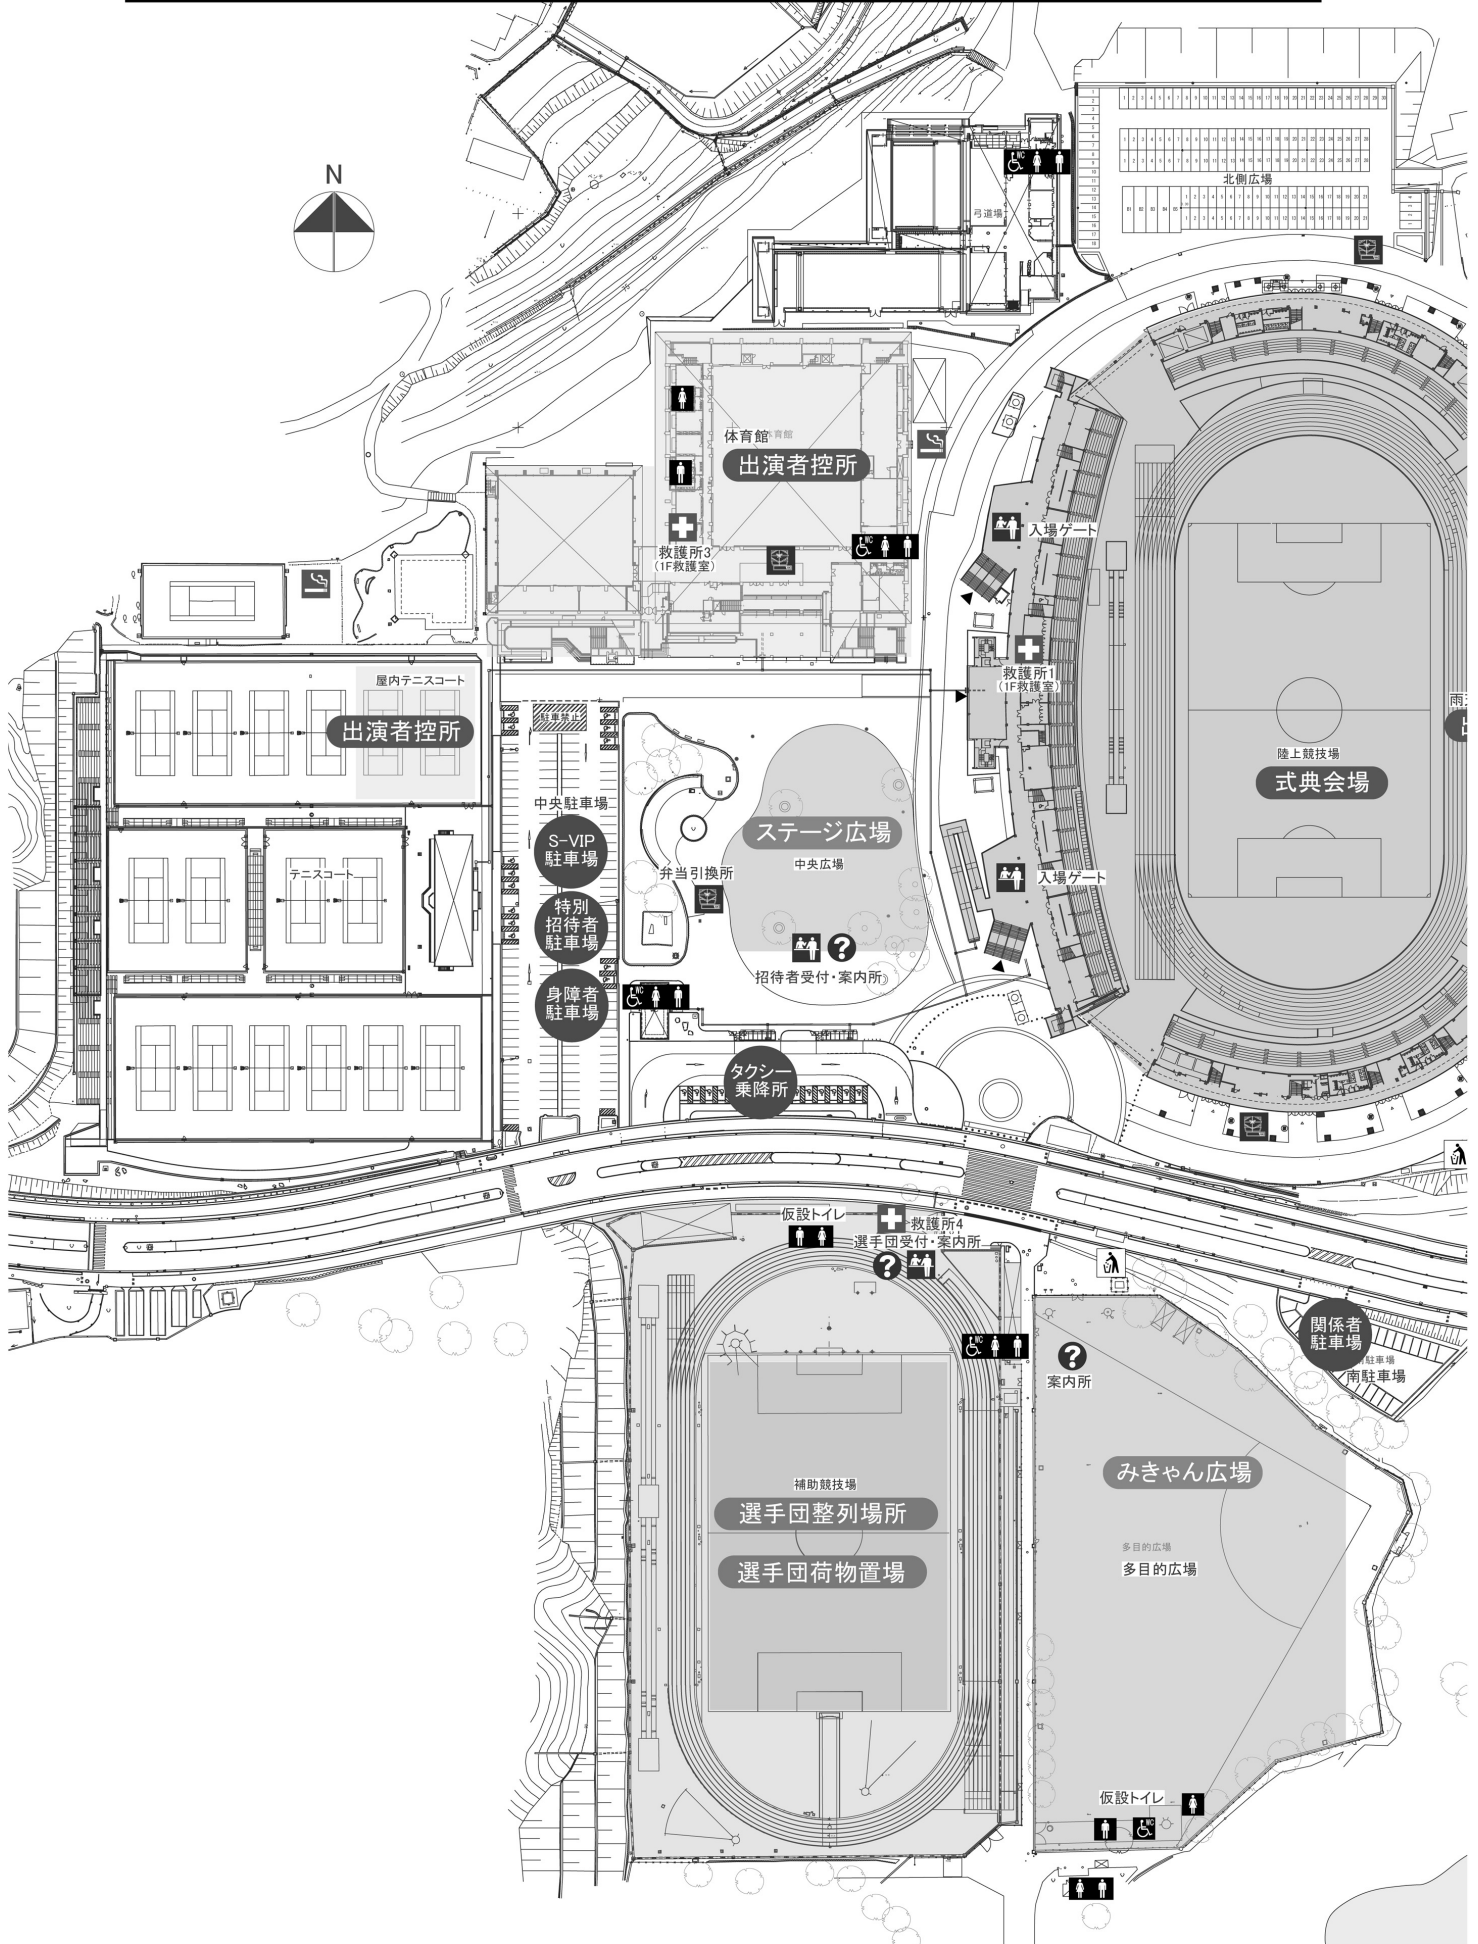 N
北側広場
弓道場
ベンチ
ベンチ
体育館
出演者控所
入場ゲート
救護所3
(1F救護室)
救護所1
(1F救護室)
屋内テニスコート
出演者控所
駐車禁止
陸上競技場
式典会場
中央駐車場
S-VIP
駐車場
ステージ広場
中央広場
弁当引換所
テニスコート
入場ゲート
特別
招待者
駐車場
招待者受付・案内所
身障者
駐車場
タクシー
乗降所
仮設トイレ
救護所4
選手団受付・案内所
関係者
駐車場
南駐車場
案内所
みきゃん広場
補助競技場
選手団整列場所
多目的広場
多目的広場
選手団荷物置場
仮設トイレ